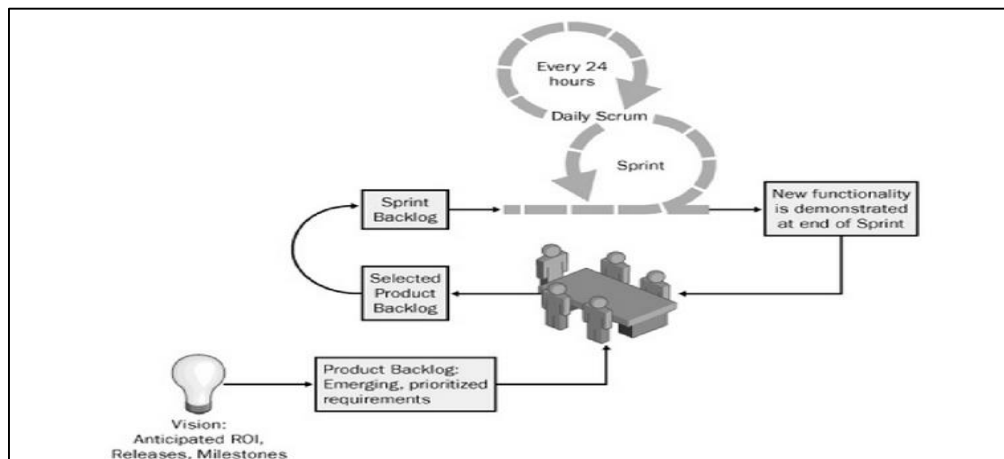 Every 24
hours
Daily Scrum
Sprint
Sprint
Backlog
New functionality
is demonstrated
at end of Sprint
Selected
Product
Backlog
Product Backlog:
Emerging, prioritized
requirements
Vision:
Anticipated ROI,
Releases, Milestones